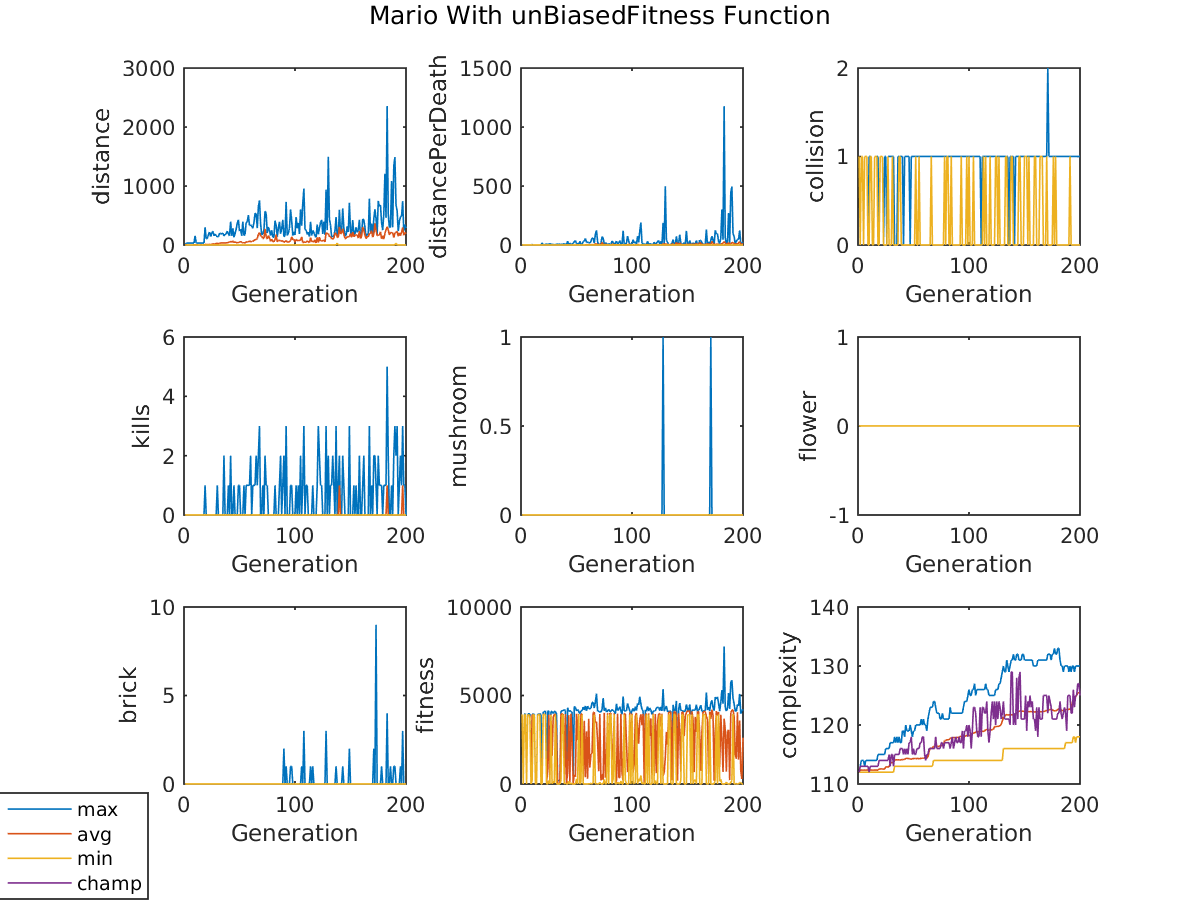 Mario With unBiasedFitness Function
distance
3000
2000
1000
0
0 100 200
Generation
distancePerDeath
1500
1000
500
0
0 100 200
Generation
collision
2
1
0
0 100 200
Generation
kills
6
4
2
0
0 100 200
Generation
mushroom
1
0.5
0
0 100 200
Generation
flower
1
0
-1
0 100 200
Generation
brick
10
5
0
0 100 200
Generation
fitness
10000
5000
0
0 100 200
Generation
complexity
140
130
120
110
0 100 200
Generation
max
avg
min
champ